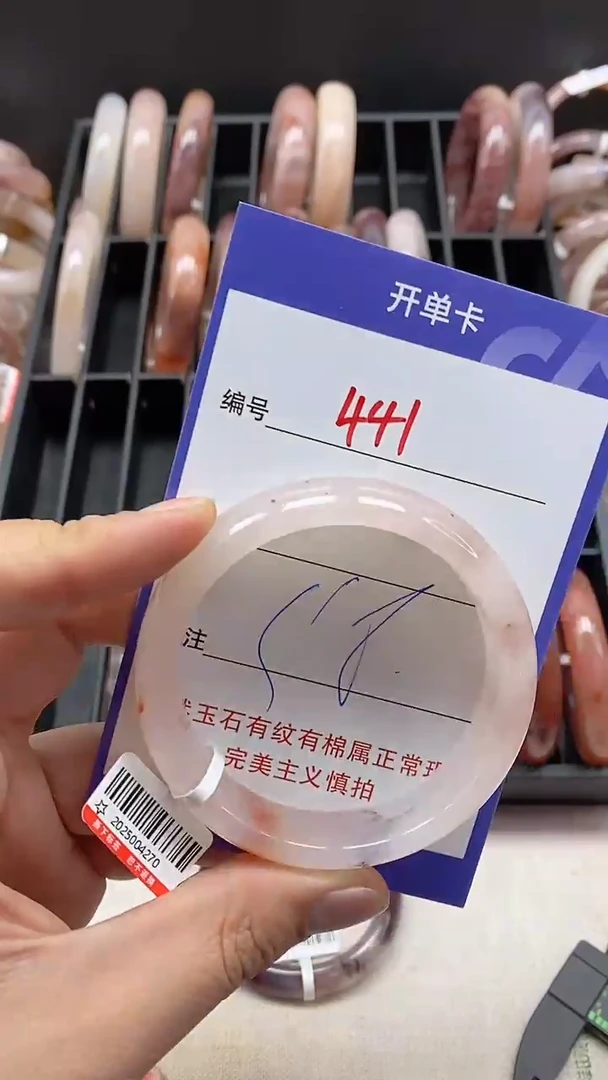 开单卡
编号 441
注
玉石有纹有棉属正常
完美主义慎拍
2025004270